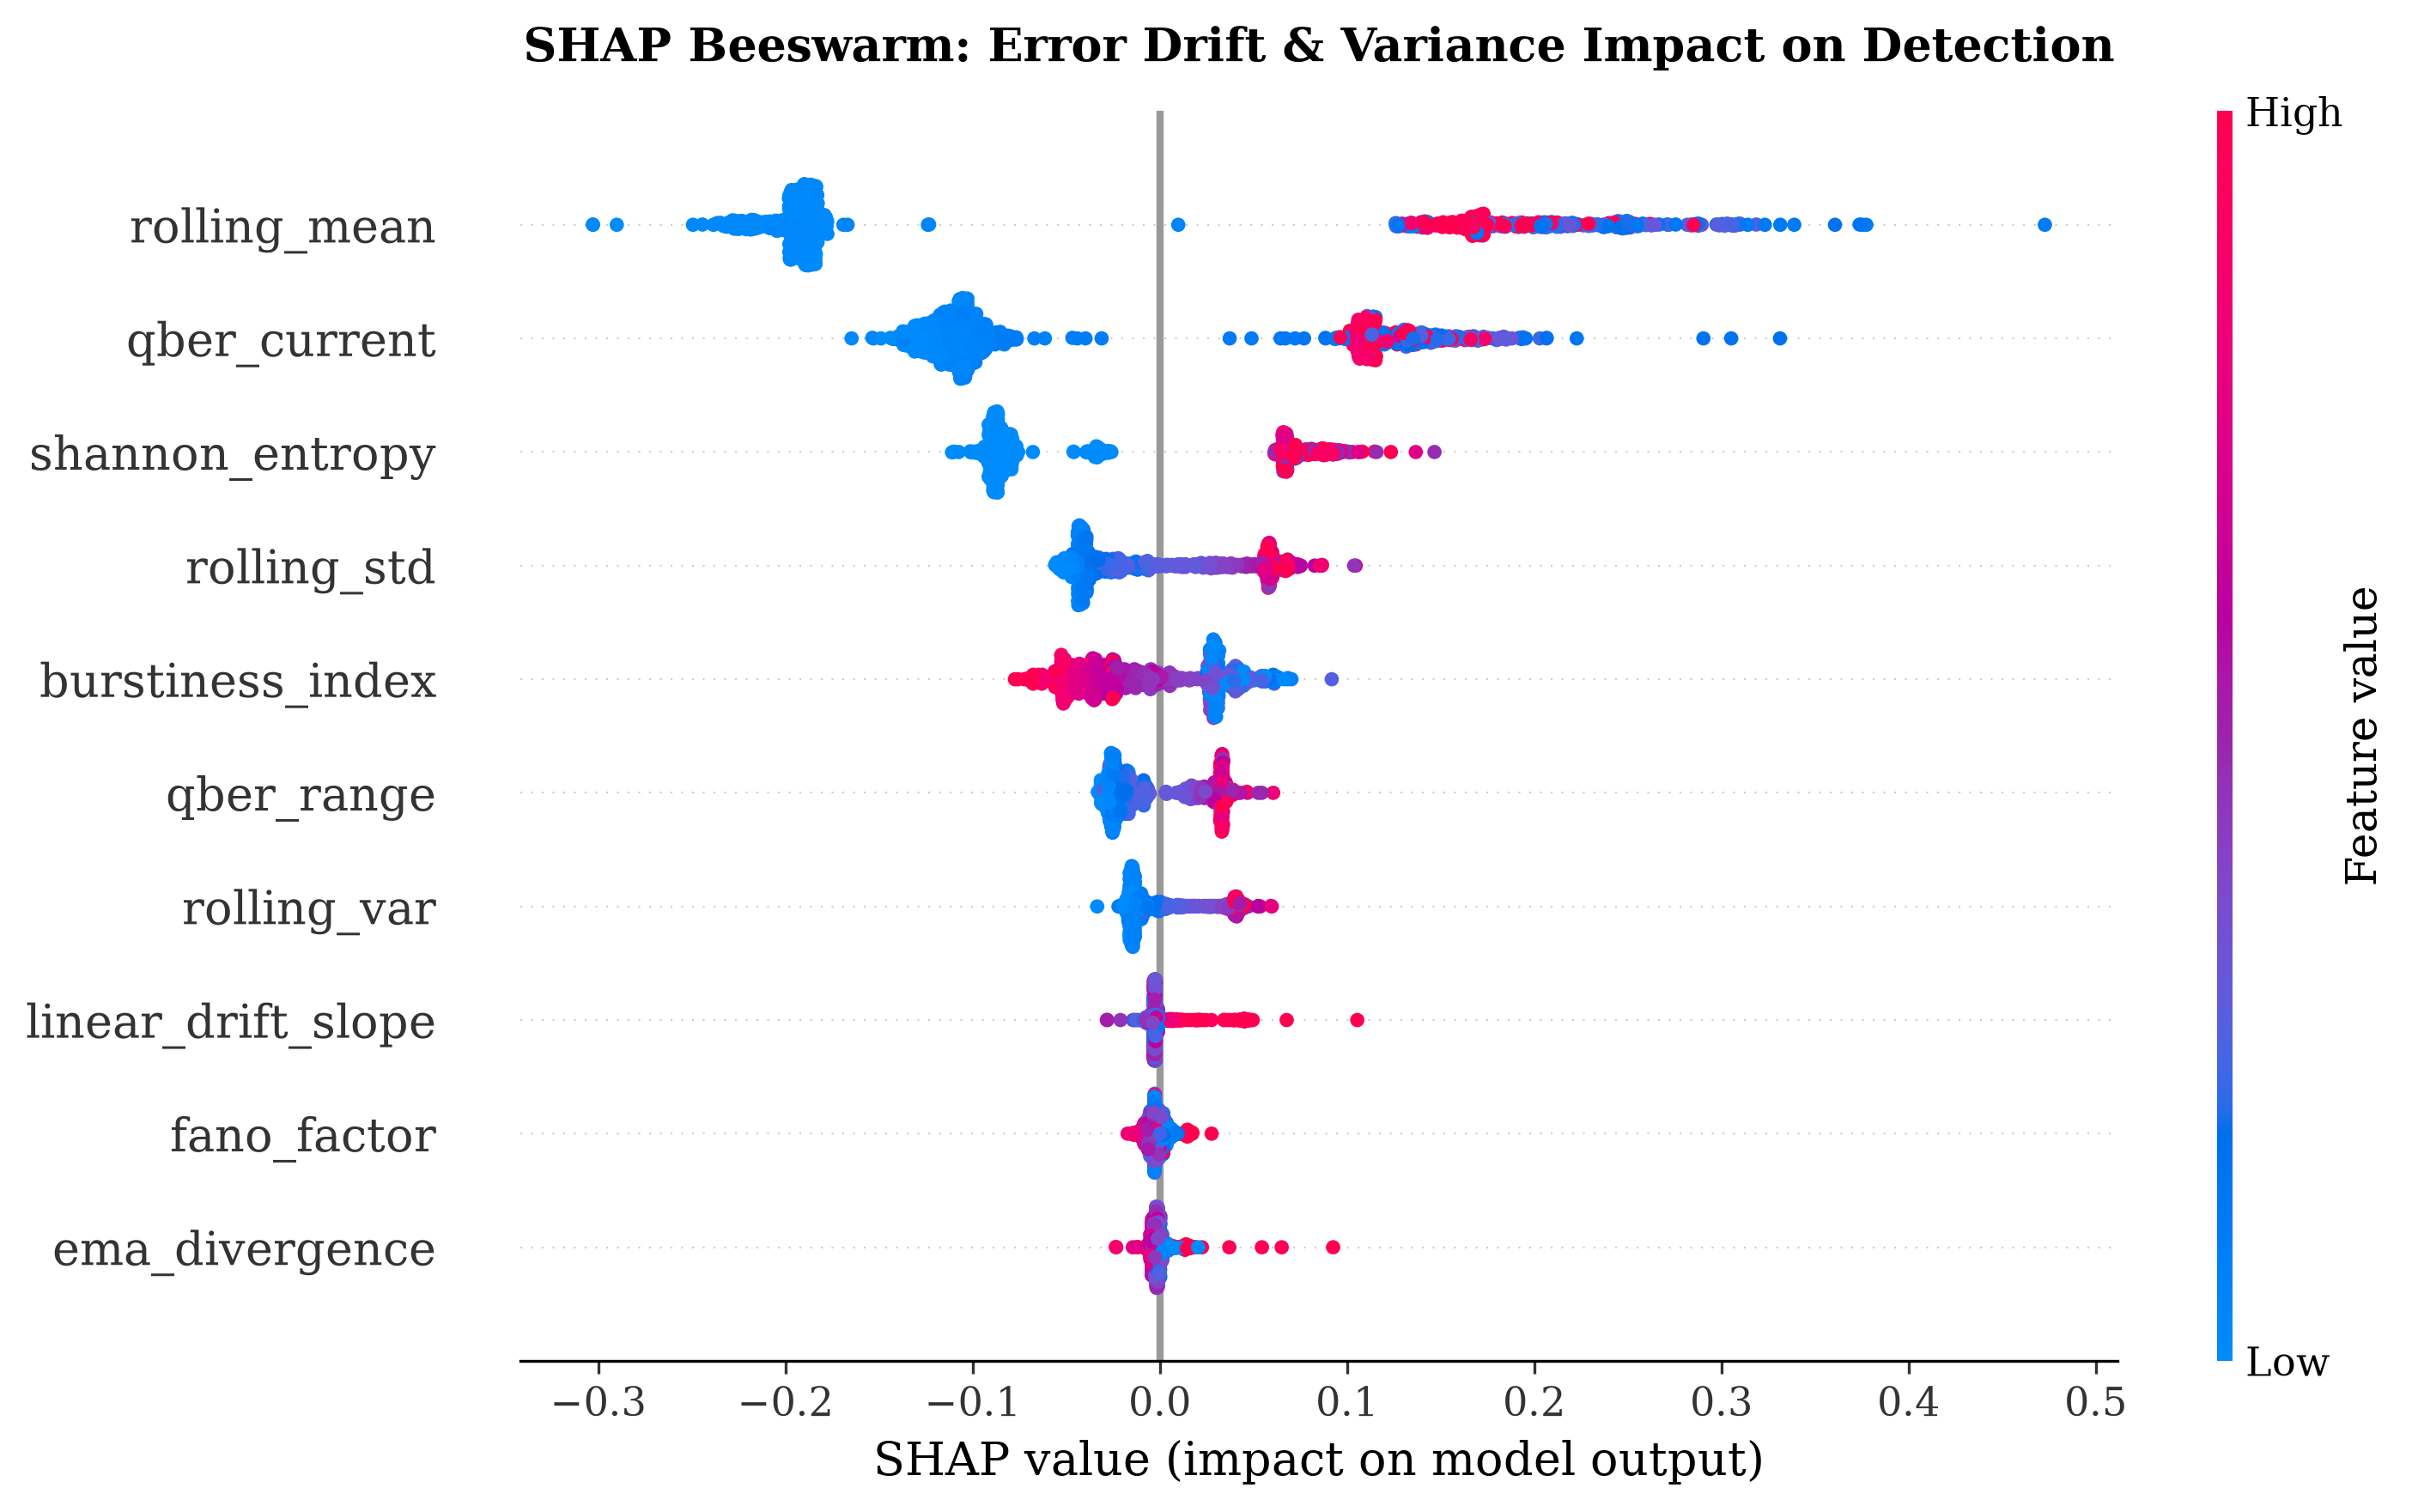 SHAP Beeswarm: Error Drift & Variance Impact on Detection
High
rolling_mean
qber_current
shannon_entropy
rolling_std
burstiness_index
qber_range
rolling_var
linear_drift_slope
fano_factor
ema_divergence
Feature value
Low
−0.3 −0.2 −0.1 0.0 0.1 0.2 0.3 0.4 0.5
SHAP value (impact on model output)